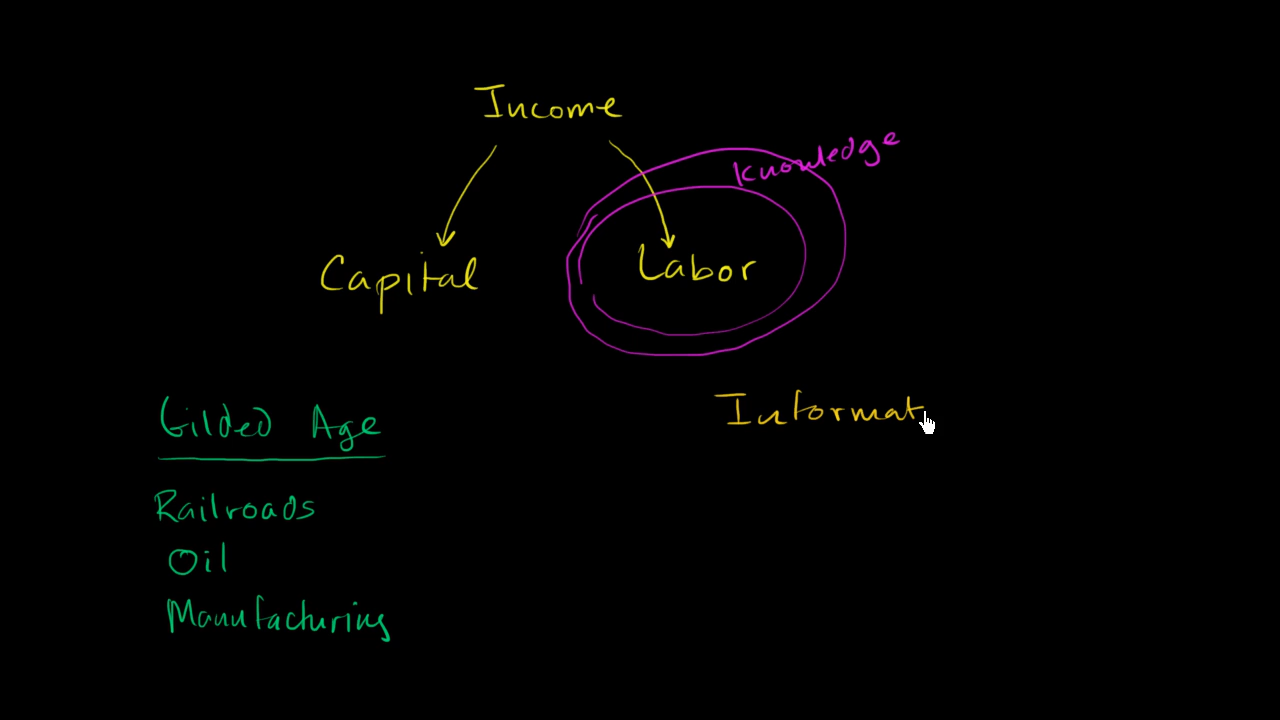 Income
Knowledge
Capital
Labor
Informat
Gilded Age
Railroads
Oil
Manufacturing